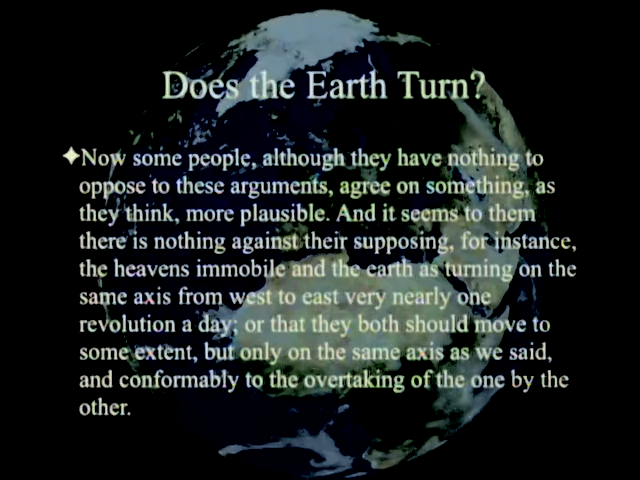 Does the Earth Turn?
✦Now some people, although they have nothing to
oppose to these arguments, agree on something, as
they think, more plausible. And it seems to them
there is nothing against their supposing, for instance,
the heavens immobile and the earth as turning on the
same axis from west to east very nearly one
revolution a day; or that they both should move to
some extent, but only on the same axis as we said,
and conformably to the overtaking of the one by the
other.